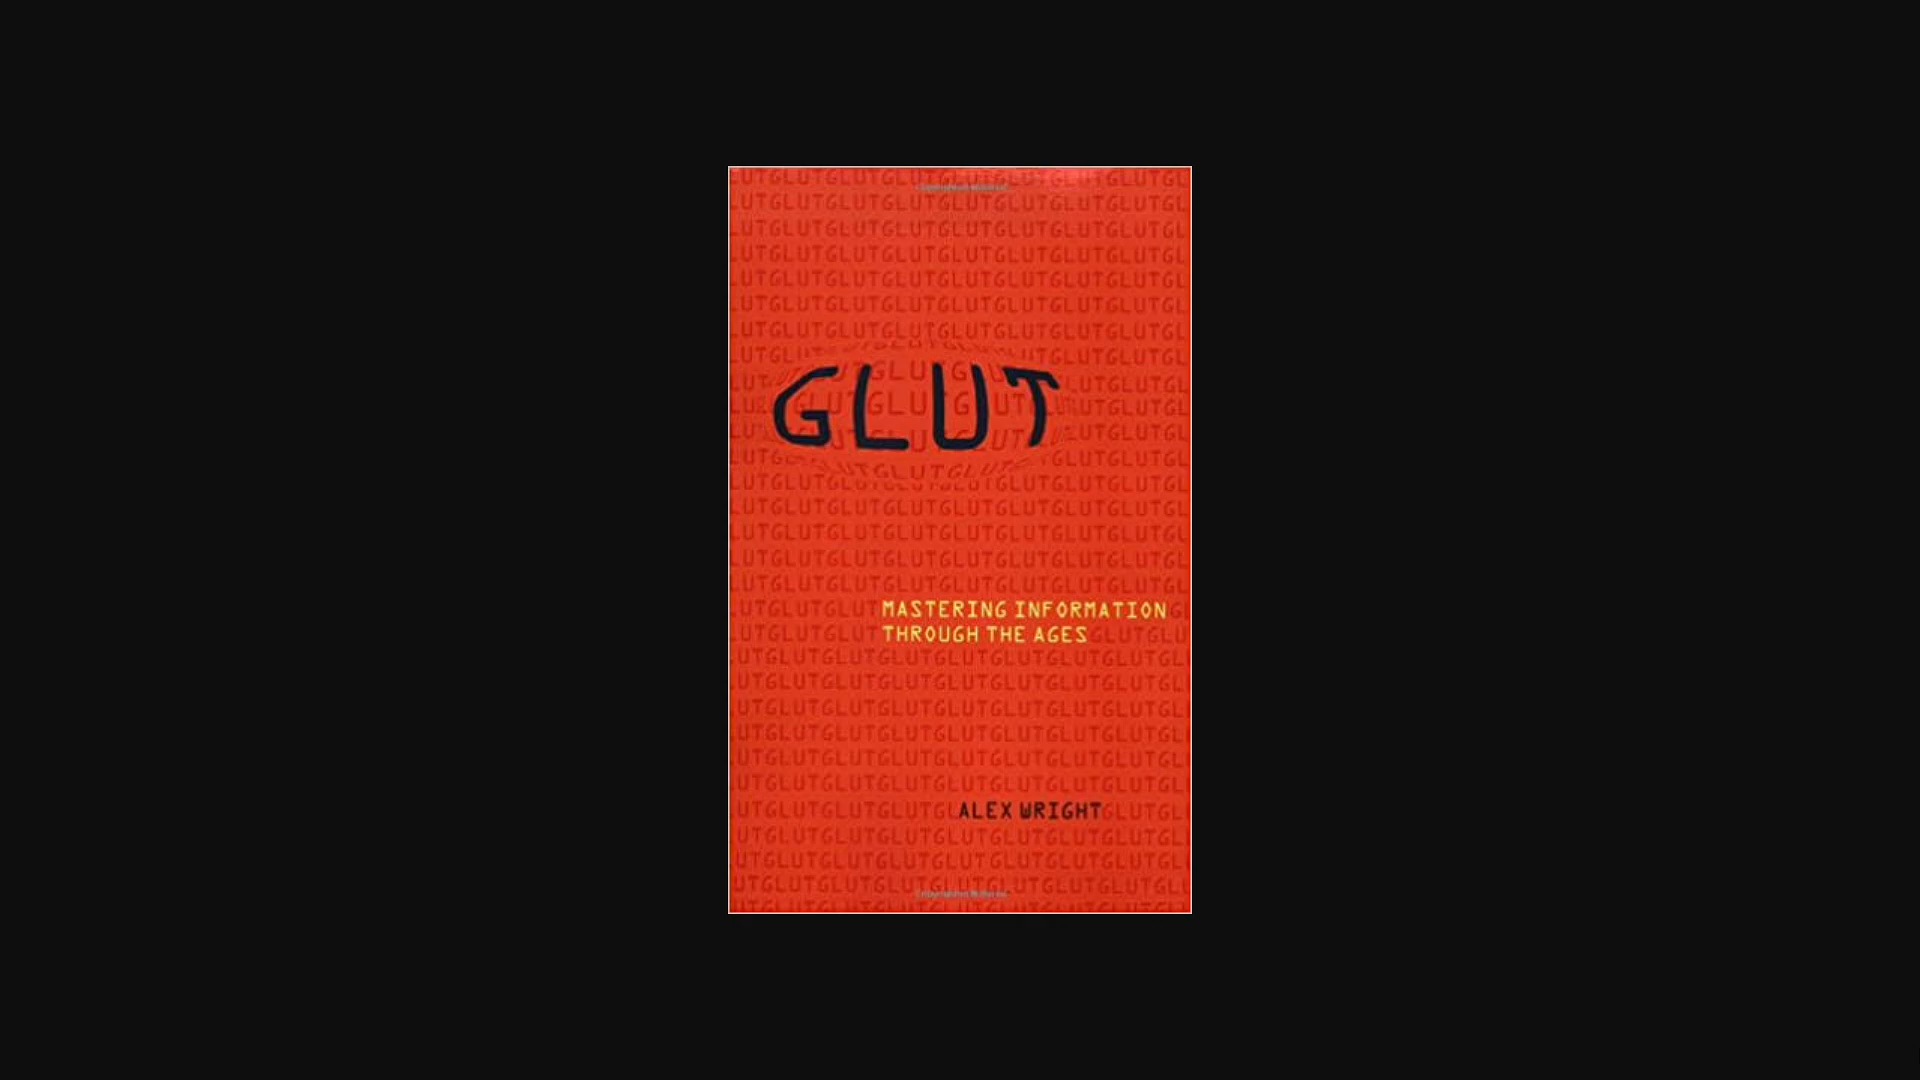 GLUT
MASTERING INFORMATION
THROUGH THE AGES
ALEX WRIGHT